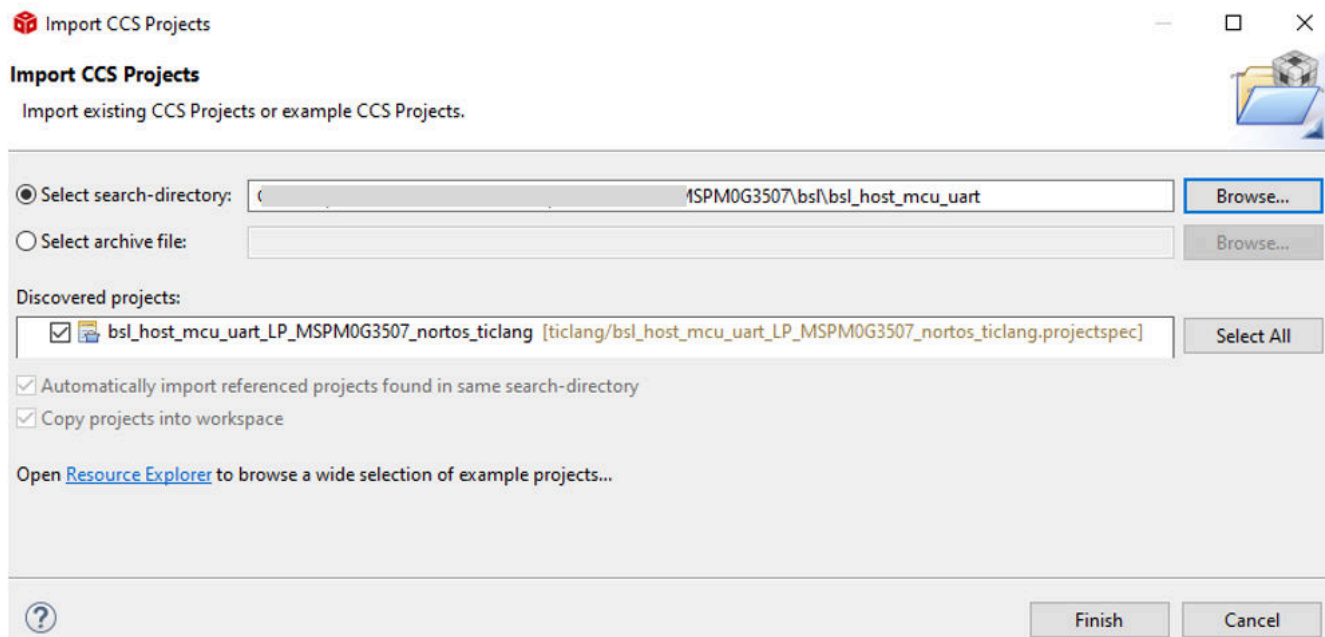 Import CCS Projects
Import CCS Projects
Import existing CCS Projects or example CCS Projects.
Select search-directory: MSPM0G3507\bsl\bsl_host_mcu_uart Browse...
Select archive file: Browse...
Discovered projects:
bsl_host_mcu_uart_LP_MSPM0G3507_nortos_ticlang [ticlang/bsl_host_mcu_uart_LP_MSPM0G3507_nortos_ticlang.projectspec] Select All
Automatically import referenced projects found in same search-directory
Copy projects into workspace
Open Resource Explorer to browse a wide selection of example projects...
? Finish Cancel